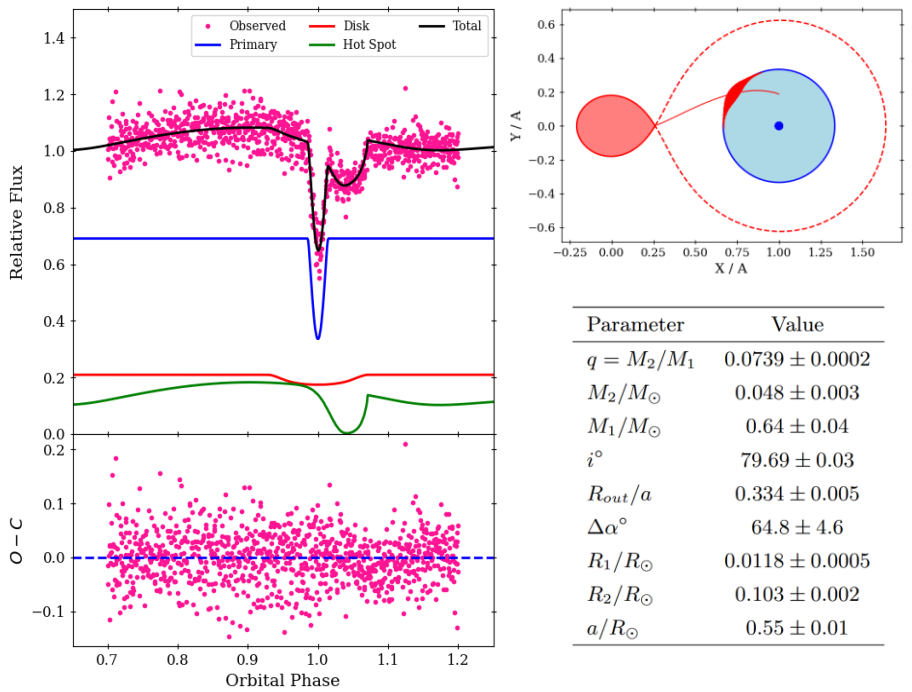 Observed
Primary
Disk
Hot Spot
Total
1.4
1.2
1.0
0.8
0.6
0.4
0.2
0.0
Relative Flux
0.2
0.1
0.0
−0.1
O − C
0.7 0.8 0.9 1.0 1.1 1.2
Orbital Phase
0.6
0.4
0.2
0.0
−0.2
−0.4
−0.6
Y / A
−0.25 0.00 0.25 0.50 0.75 1.00 1.25 1.50
X / A
Parameter Value
q = M₂/M₁ 0.0739 ± 0.0002
M₂/M⊙ 0.048 ± 0.003
M₁/M⊙ 0.64 ± 0.04
i° 79.69 ± 0.03
Rₒᵤₜ/a 0.334 ± 0.005
Δα° 64.8 ± 4.6
R₁/R⊙ 0.0118 ± 0.0005
R₂/R⊙ 0.103 ± 0.002
a/R⊙ 0.55 ± 0.01